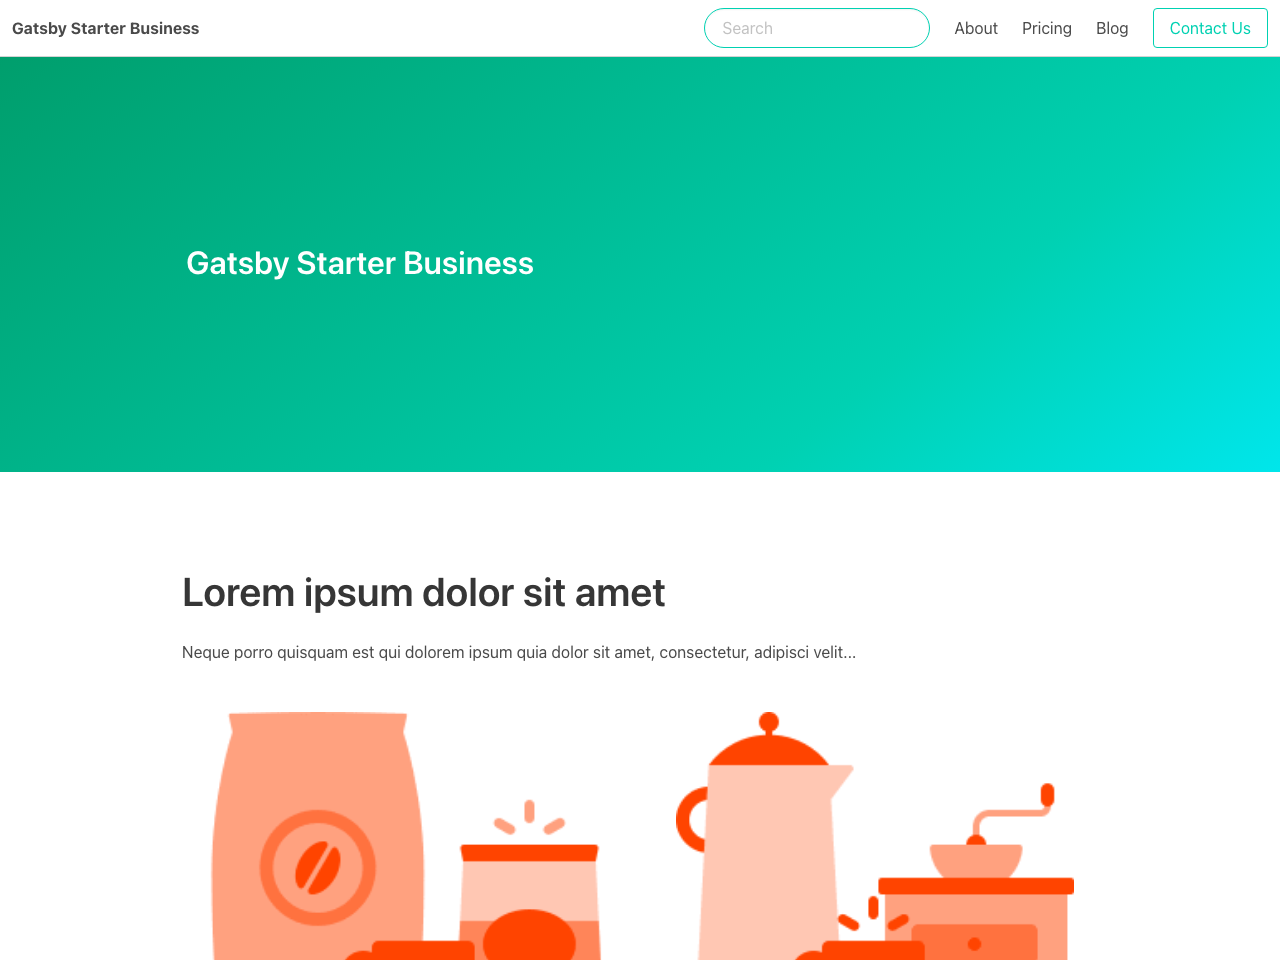 Gatsby Starter Business
Search
About
Pricing
Blog
Contact Us
Gatsby Starter Business
Lorem ipsum dolor sit amet
Neque porro quisquam est qui dolorem ipsum quia dolor sit amet, consectetur, adipisci velit...